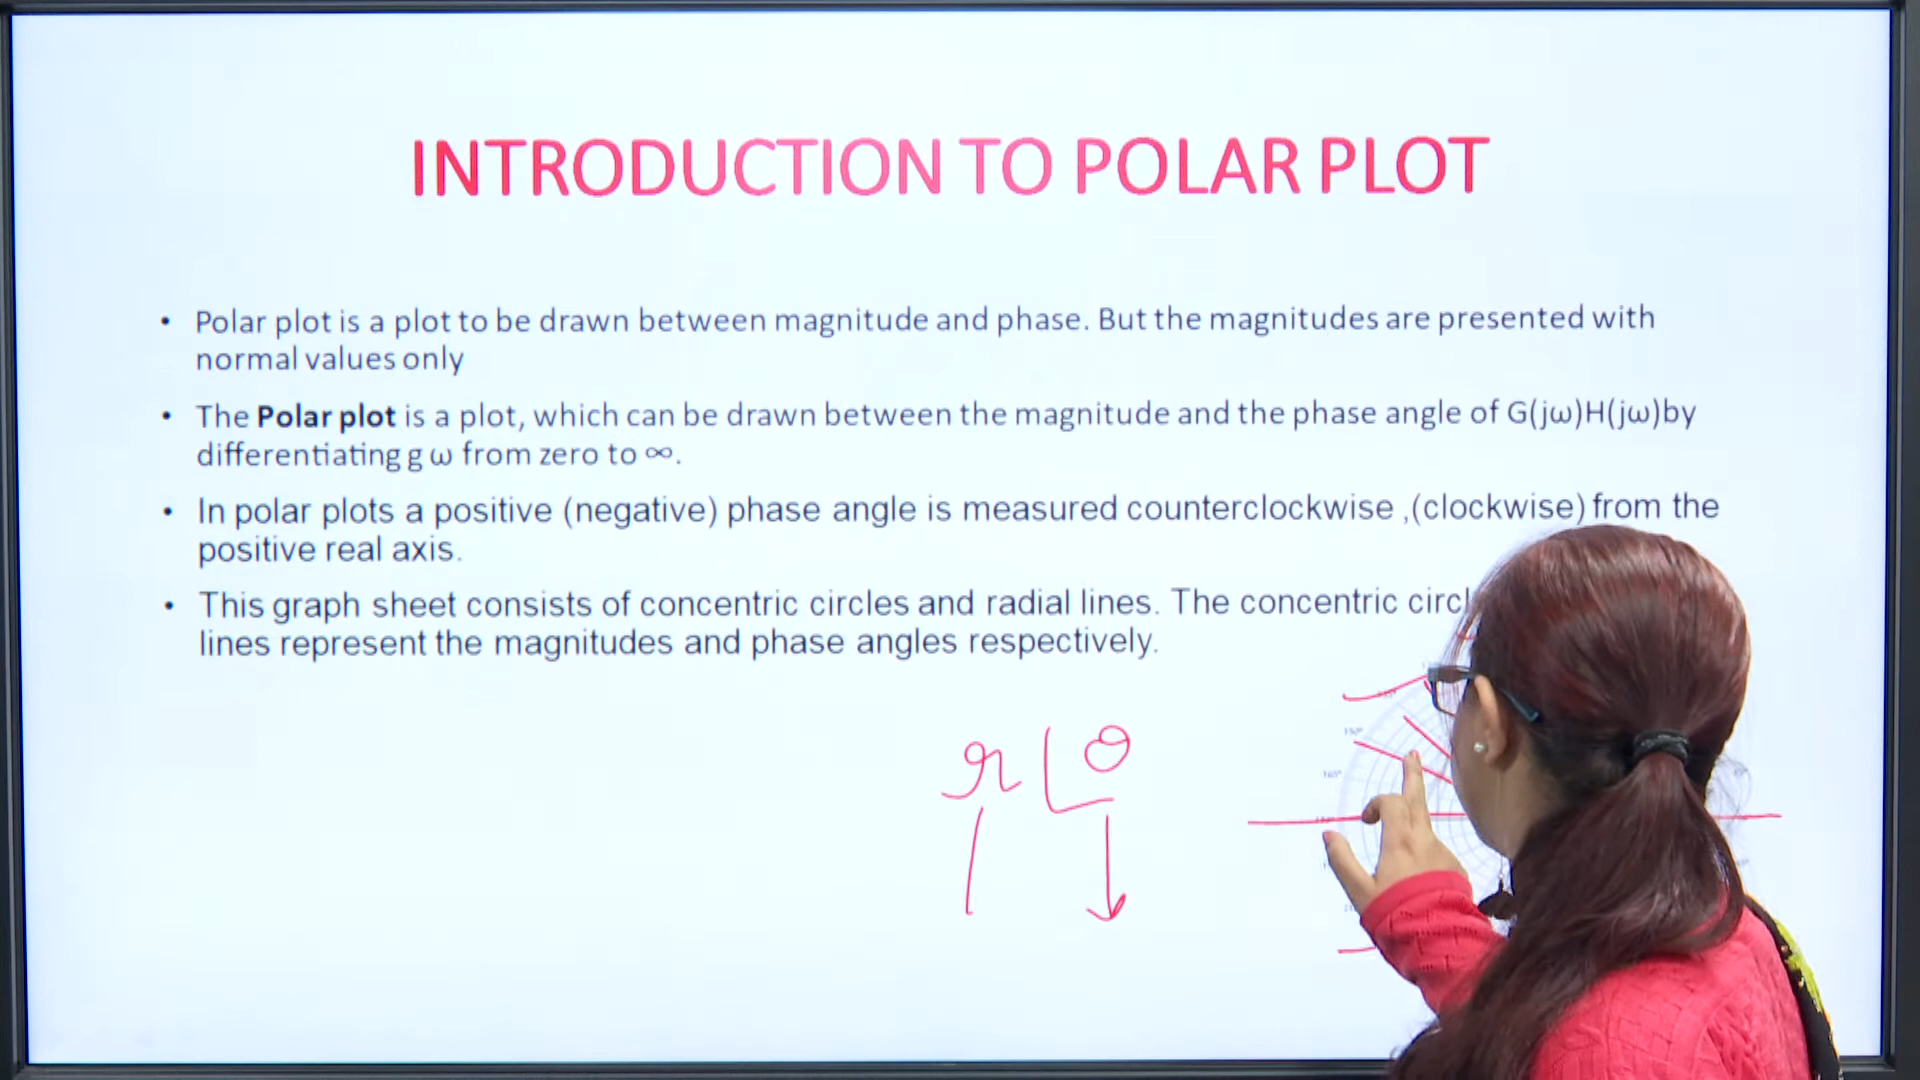 INTRODUCTION TO POLAR PLOT
• Polar plot is a plot to be drawn between magnitude and phase. But the magnitudes are presented with
normal values only
• The Polar plot is a plot, which can be drawn between the magnitude and the phase angle of G(jω)H(jω)by
differentiating g ω from zero to ∞.
• In polar plots a positive (negative) phase angle is measured counterclockwise ,(clockwise) from the
positive real axis.
• This graph sheet consists of concentric circles and radial lines. The concentric
lines represent the magnitudes and phase angles respectively.
r∠θ